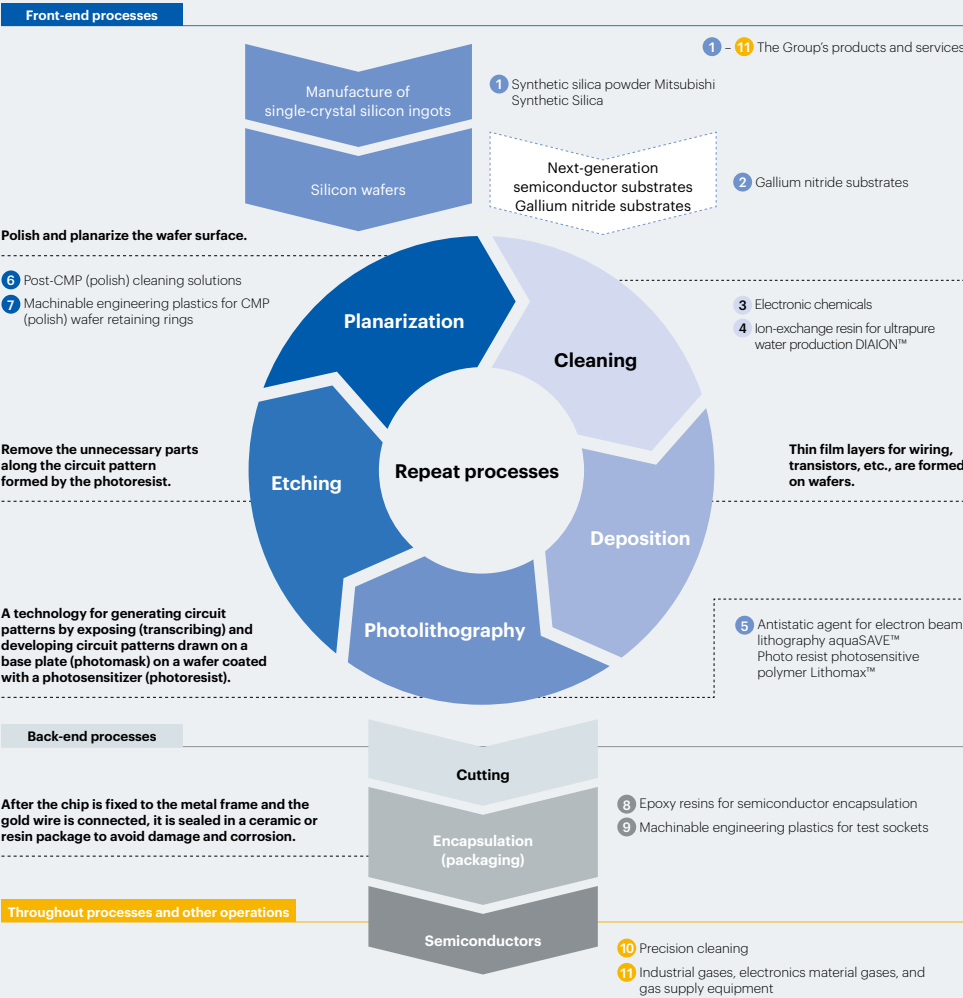 Front-end processes
1 – 11 The Group's products and services
Manufacture of
single-crystal silicon ingots
1 Synthetic silica powder Mitsubishi
Synthetic Silica
Silicon wafers
Next-generation
semiconductor substrates
Gallium nitride substrates
2 Gallium nitride substrates
Polish and planarize the wafer surface.
6 Post-CMP (polish) cleaning solutions
7 Machinable engineering plastics for CMP
(polish) wafer retaining rings
Planarization
Cleaning
3 Electronic chemicals
4 Ion-exchange resin for ultrapure
water production DIAION™
Remove the unnecessary parts
along the circuit pattern
formed by the photoresist.
Etching
Repeat processes
Thin film layers for wiring,
transistors, etc., are formed
on wafers.
Deposition
A technology for generating circuit
patterns by exposing (transcribing) and
developing circuit patterns drawn on a
base plate (photomask) on a wafer coated
with a photosensitizer (photoresist).
Photolithography
5 Antistatic agent for electron beam
lithography aquaSAVE™
Photo resist photosensitive
polymer Lithomax™
Back-end processes
Cutting
After the chip is fixed to the metal frame and the
gold wire is connected, it is sealed in a ceramic or
resin package to avoid damage and corrosion.
Encapsulation
(packaging)
8 Epoxy resins for semiconductor encapsulation
9 Machinable engineering plastics for test sockets
Throughout processes and other operations
Semiconductors
10 Precision cleaning
11 Industrial gases, electronics material gases, and
gas supply equipment